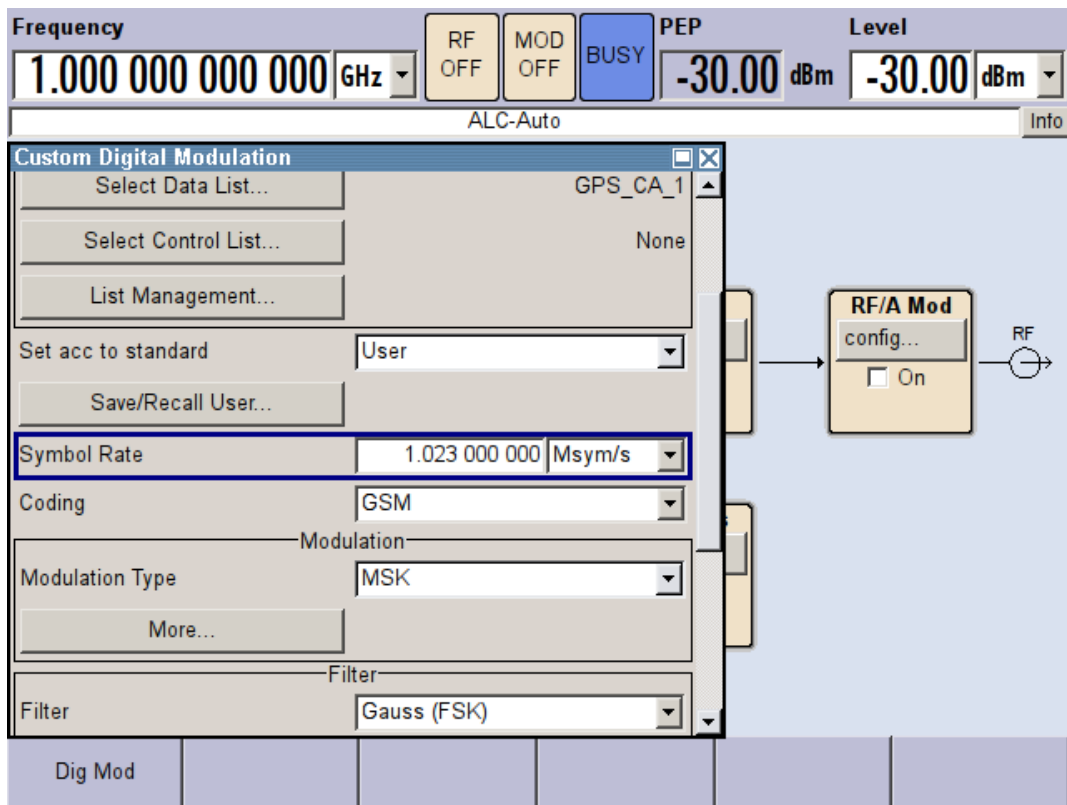 Frequency
RF OFF
MOD OFF
BUSY
PEP
Level
1.000 000 000 000 GHz
-30.00 dBm
-30.00 dBm
ALC-Auto
Info
Custom Digital Modulation
Select Data List...
GPS_CA_1
Select Control List...
None
List Management...
Set acc to standard
User
Save/Recall User...
Symbol Rate
1.023 000 000 Msym/s
Coding
GSM
Modulation
Modulation Type
MSK
More...
Filter
Filter
Gauss (FSK)
RF/A Mod
config...
On
RF
Dig Mod